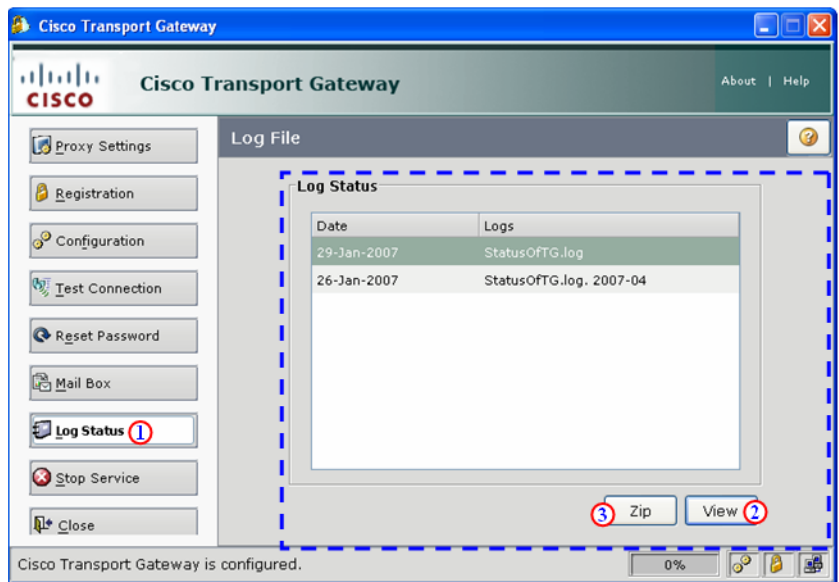 Cisco Transport Gateway
CISCO
Cisco Transport Gateway
About | Help
Proxy Settings
Registration
Configuration
Test Connection
Reset Password
Mail Box
Log Status 1
Stop Service
Close
Log File
Log Status
Date Logs
29-Jan-2007 StatusOfTG.log
26-Jan-2007 StatusOfTG.log. 2007-04
3 Zip View 2
Cisco Transport Gateway is configured. 0%